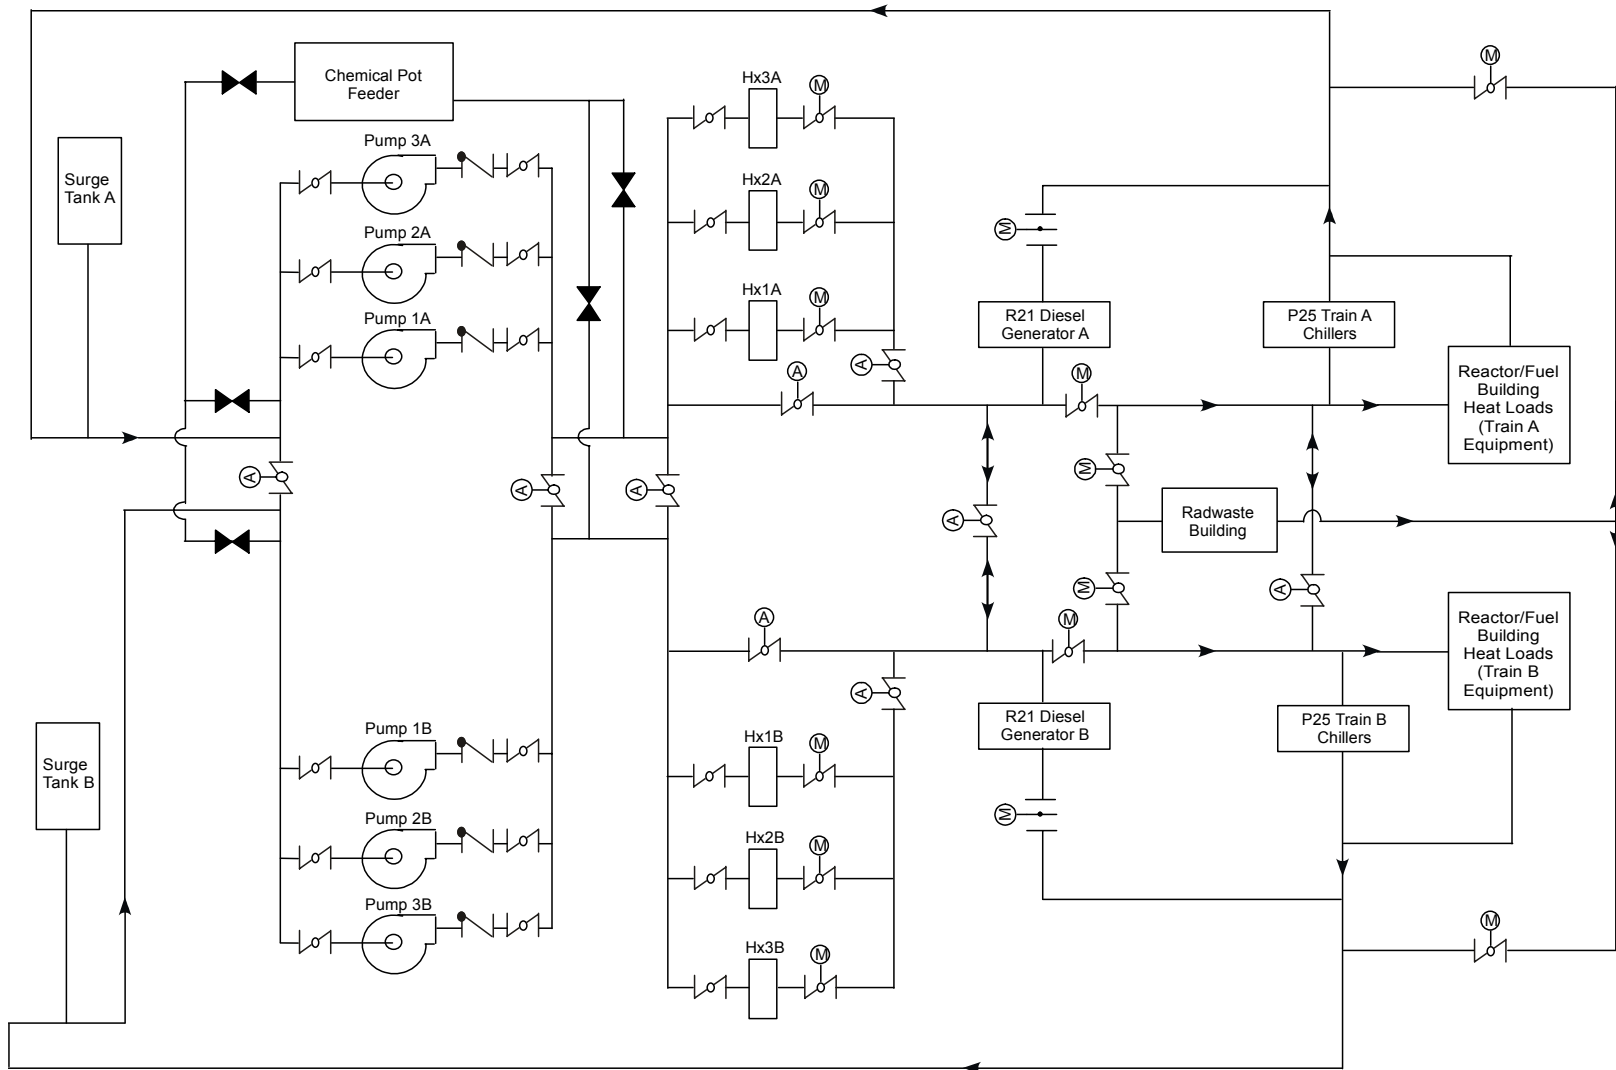 M
Chemical Pot
Feeder
Hx3A
M
Pump 3A
Surge
Tank A
Hx2A
M
Pump 2A
M
Hx1A
M
Pump 1A
R21 Diesel
Generator A
P25 Train A
Chillers
A
A
M
Reactor/Fuel
Building
Heat Loads
(Train A
Equipment)
A
A
A
M
A
Radwaste
Building
M
A
A
M
Reactor/Fuel
Building
Heat Loads
(Train B
Equipment)
A
R21 Diesel
Generator B
P25 Train B
Chillers
Pump 1B
Hx1B
M
Surge
Tank B
M
Pump 2B
Hx2B
M
Pump 3B
Hx3B
M
M